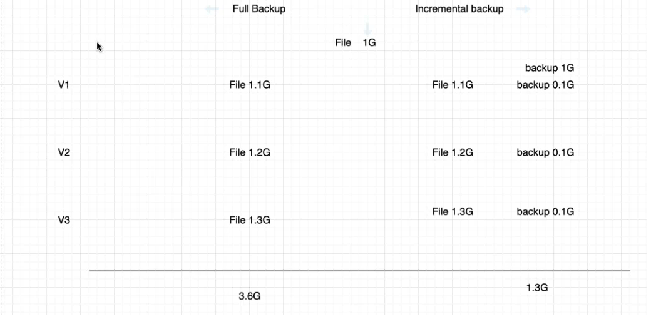 Full Backup Incremental backup
File 1G
backup 1G
V1 File 1.1G File 1.1G backup 0.1G
V2 File 1.2G File 1.2G backup 0.1G
V3 File 1.3G File 1.3G backup 0.1G
3.6G 1.3G